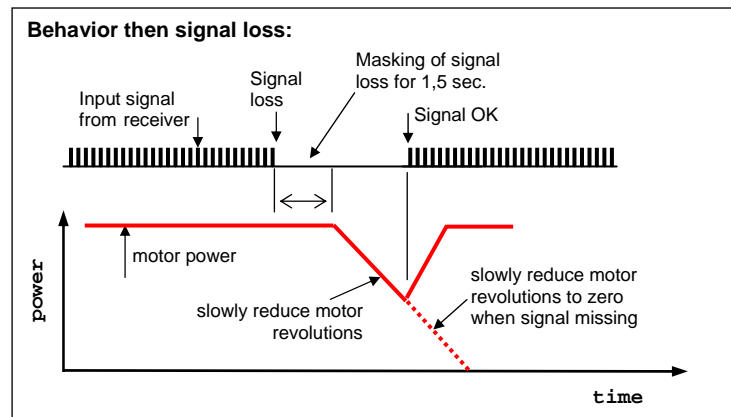 Behavior then signal loss:
Masking of signal
loss for 1,5 sec.
Signal
loss
Input signal
from receiver
Signal OK
motor power
slowly reduce motor
revolutions
slowly reduce motor
revolutions to zero
when signal missing
power
time